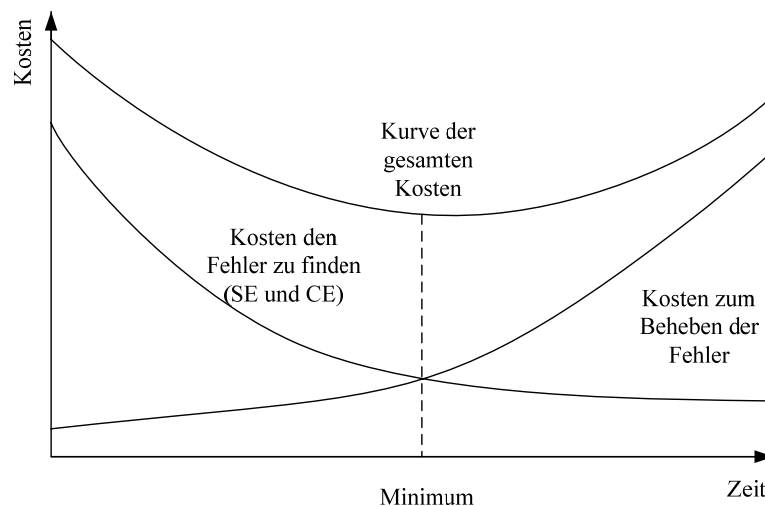 Kosten
Kurve der
gesamten
Kosten
Kosten den
Fehler zu finden
(SE und CE)
Kosten zum
Beheben der
Fehler
Zeit
Minimum